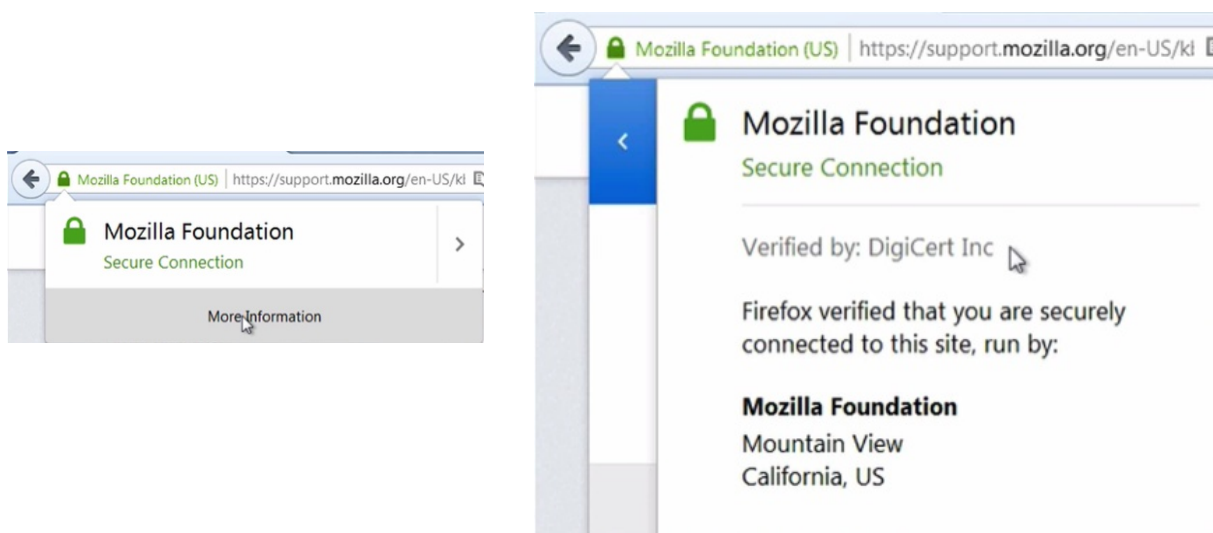 Mozilla Foundation (US) https://support.mozilla.org/en-US/kl
Mozilla Foundation
Secure Connection
More Information
Mozilla Foundation (US) https://support.mozilla.org/en-US/kl
Mozilla Foundation
Secure Connection
Verified by: DigiCert Inc
Firefox verified that you are securely
connected to this site, run by:
Mozilla Foundation
Mountain View
California, US